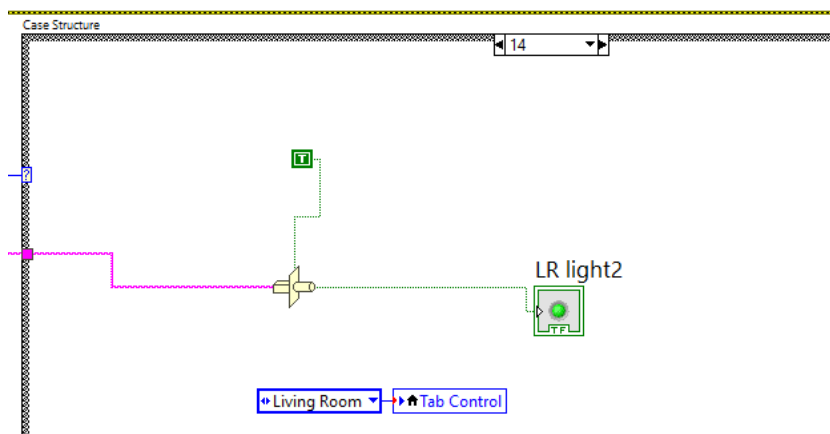 Case Structure
14
T
?
LR light2
TF
Living Room
Tab Control